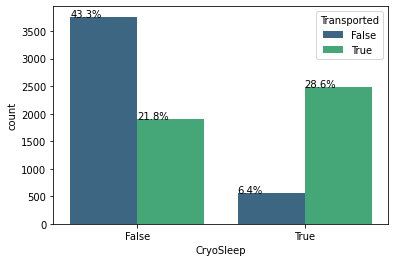 Transported
False
True
43.3%
21.8%
6.4%
28.6%
count
3500
3000
2500
2000
1500
1000
500
0
False
True
CryoSleep